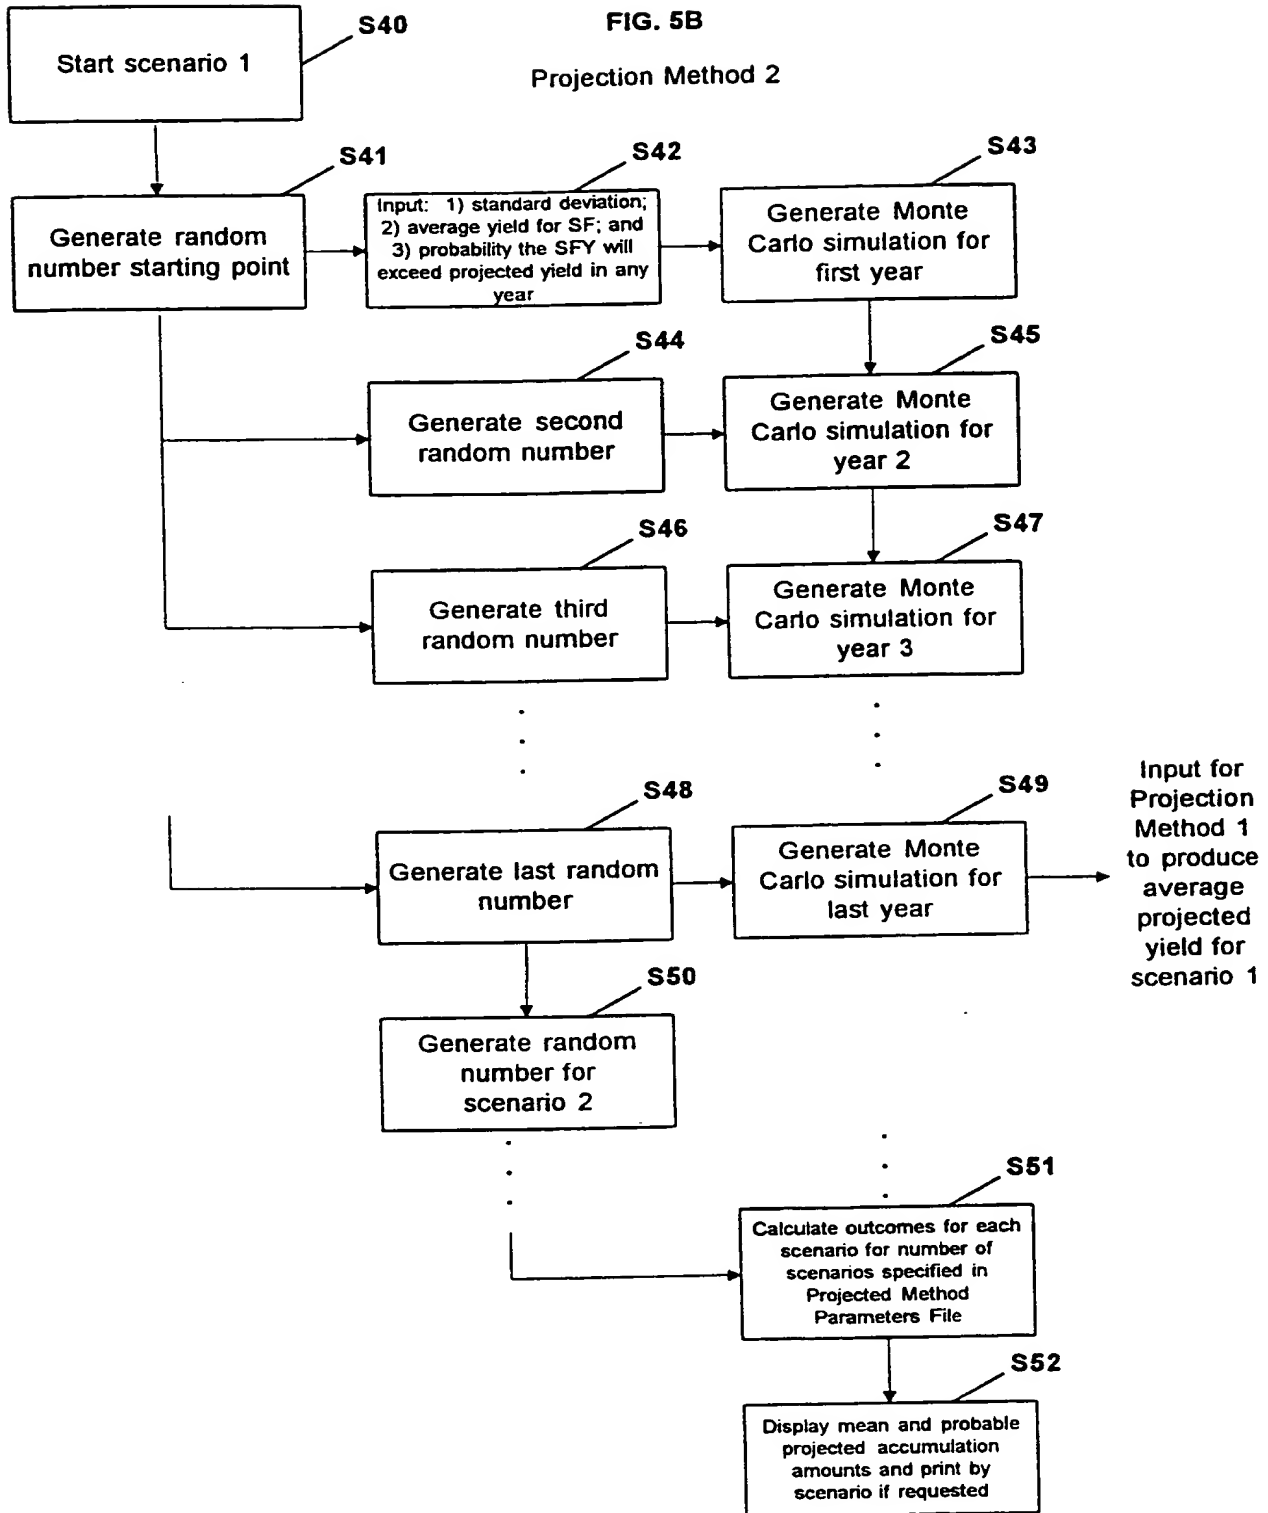 FIG. 5B
Projection Method 2
S40
Start scenario 1
S41
Generate random
number starting point
S42
Input: 1) standard deviation;
2) average yield for SF; and
3) probability the SFY will
exceed projected yield in any
year
S43
Generate Monte
Carlo simulation for
first year
S44
Generate second
random number
S45
Generate Monte
Carlo simulation for
year 2
S46
Generate third
random number
S47
Generate Monte
Carlo simulation for
year 3
S48
Generate last random
number
S49
Generate Monte
Carlo simulation for
last year
Input for
Projection
Method 1
to produce
average
projected
yield for
scenario 1
S50
Generate random
number for
scenario 2
S51
Calculate outcomes for each
scenario for number of
scenarios specified in
Projected Method
Parameters File
S52
Display mean and probable
projected accumulation
amounts and print by
scenario if requested